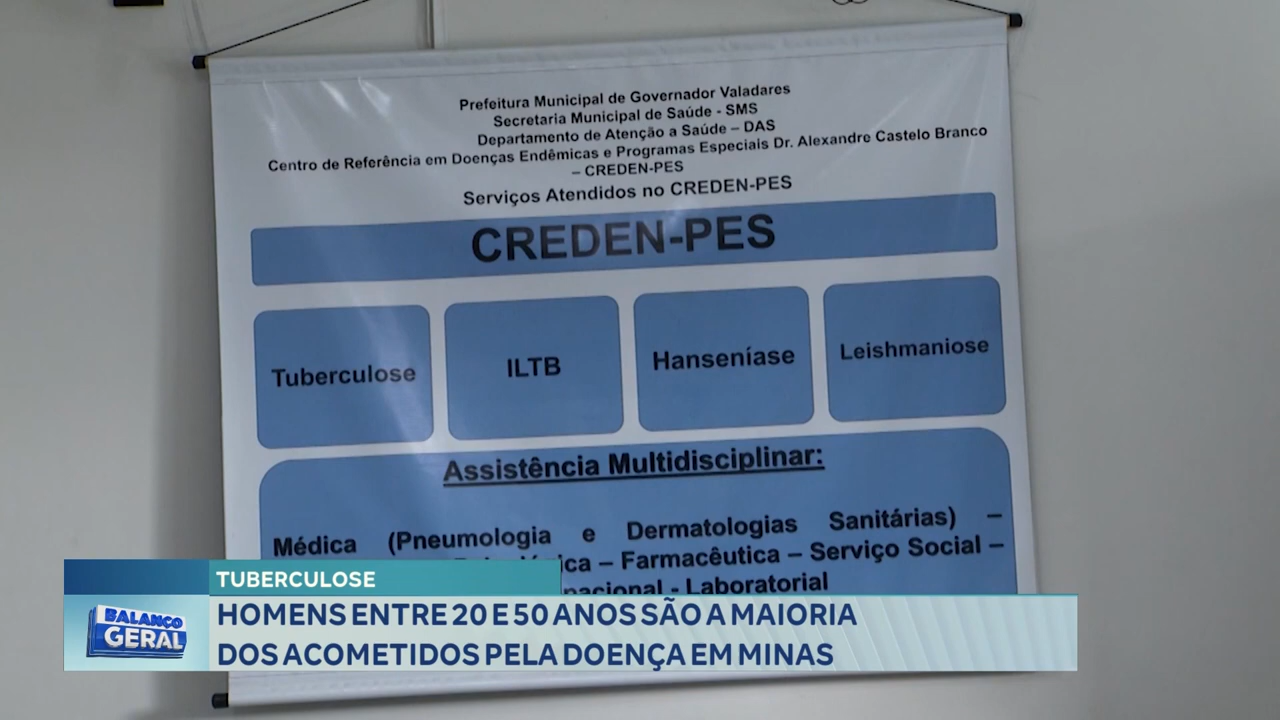 Prefeitura Municipal de Governador Valadares
Secretaria Municipal de Saúde - SMS
Departamento de Atenção a Saúde – DAS
Centro de Referência em Doenças Endêmicas e Programas Especiais Dr. Alexandre Castelo Branco
– CREDEN-PES
Serviços Atendidos no CREDEN-PES
CREDEN-PES
Tuberculose
ILTB
Hanseníase
Leishmaniose
Assistência Multidisciplinar:
Médica (Pneumologia e Dermatologias Sanitárias) –
– Farmacêutica – Serviço Social –
- Laboratorial
TUBERCULOSE
BALANÇO
GERAL
HOMENS ENTRE 20 E 50 ANOS SÃO A MAIORIA
DOS ACOMETIDOS PELA DOENÇA EM MINAS